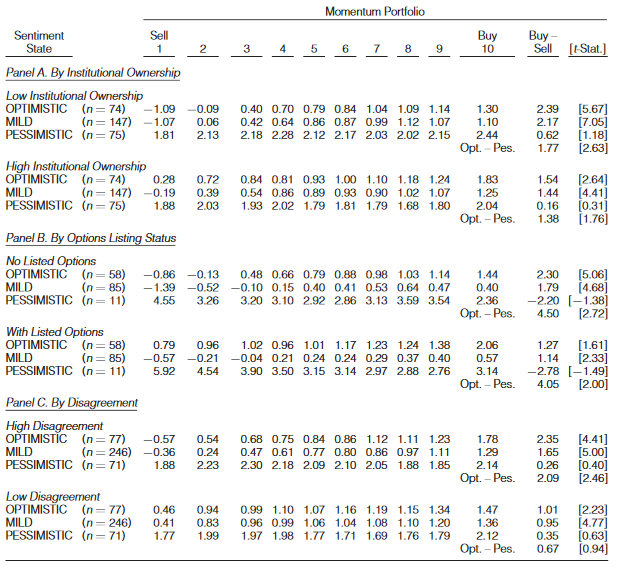 Momentum Portfolio
Sentiment Sell Buy Buy –
State 1 2 3 4 5 6 7 8 9 10 Sell [t-Stat.]
Panel A. By Institutional Ownership
Low Institutional Ownership
OPTIMISTIC (n = 74) −1.09 −0.09 0.40 0.70 0.79 0.84 1.04 1.09 1.14 1.30 2.39 [5.67]
MILD (n = 147) −1.07 0.06 0.42 0.64 0.86 0.87 0.99 1.12 1.07 1.10 2.17 [7.05]
PESSIMISTIC (n = 75) 1.81 2.13 2.18 2.28 2.12 2.17 2.03 2.02 2.15 2.44 0.62 [1.18]
Opt. – Pes. 1.77 [2.63]
High Institutional Ownership
OPTIMISTIC (n = 74) 0.28 0.72 0.84 0.81 0.93 1.00 1.10 1.18 1.24 1.83 1.54 [2.64]
MILD (n = 147) −0.19 0.39 0.54 0.86 0.89 0.93 0.90 1.02 1.07 1.25 1.44 [4.41]
PESSIMISTIC (n = 75) 1.88 2.03 1.93 2.02 1.79 1.81 1.79 1.68 1.80 2.04 0.16 [0.31]
Opt. – Pes. 1.38 [1.76]
Panel B. By Options Listing Status
No Listed Options
OPTIMISTIC (n = 58) −0.86 −0.13 0.48 0.66 0.79 0.88 0.98 1.03 1.14 1.44 2.30 [5.06]
MILD (n = 85) −1.39 −0.52 −0.10 0.15 0.40 0.41 0.53 0.64 0.47 0.40 1.79 [4.68]
PESSIMISTIC (n = 11) 4.55 3.26 3.20 3.10 2.92 2.86 3.13 3.59 3.54 2.36 −2.20 [−1.38]
Opt. – Pes. 4.50 [2.72]
With Listed Options
OPTIMISTIC (n = 58) 0.79 0.96 1.02 0.96 1.01 1.17 1.23 1.24 1.38 2.06 1.27 [1.61]
MILD (n = 85) −0.57 −0.21 −0.04 0.21 0.24 0.24 0.29 0.37 0.40 0.57 1.14 [2.33]
PESSIMISTIC (n = 11) 5.92 4.54 3.90 3.50 3.15 3.14 2.97 2.88 2.76 3.14 −2.78 [−1.49]
Opt. – Pes. 4.05 [2.00]
Panel C. By Disagreement
High Disagreement
OPTIMISTIC (n = 77) −0.57 0.54 0.68 0.75 0.84 0.86 1.12 1.11 1.23 1.78 2.35 [4.41]
MILD (n = 246) −0.36 0.24 0.47 0.61 0.77 0.80 0.86 0.97 1.11 1.29 1.65 [5.00]
PESSIMISTIC (n = 71) 1.88 2.23 2.30 2.18 2.09 2.10 2.05 1.88 1.85 2.14 0.26 [0.40]
Opt. – Pes. 2.09 [2.46]
Low Disagreement
OPTIMISTIC (n = 77) 0.46 0.94 0.99 1.10 1.07 1.16 1.19 1.15 1.34 1.47 1.01 [2.23]
MILD (n = 246) 0.41 0.83 0.96 0.99 1.06 1.04 1.08 1.10 1.20 1.36 0.95 [4.77]
PESSIMISTIC (n = 71) 1.77 1.99 1.97 1.98 1.77 1.71 1.69 1.76 1.79 2.12 0.35 [0.63]
Opt. – Pes. 0.67 [0.94]